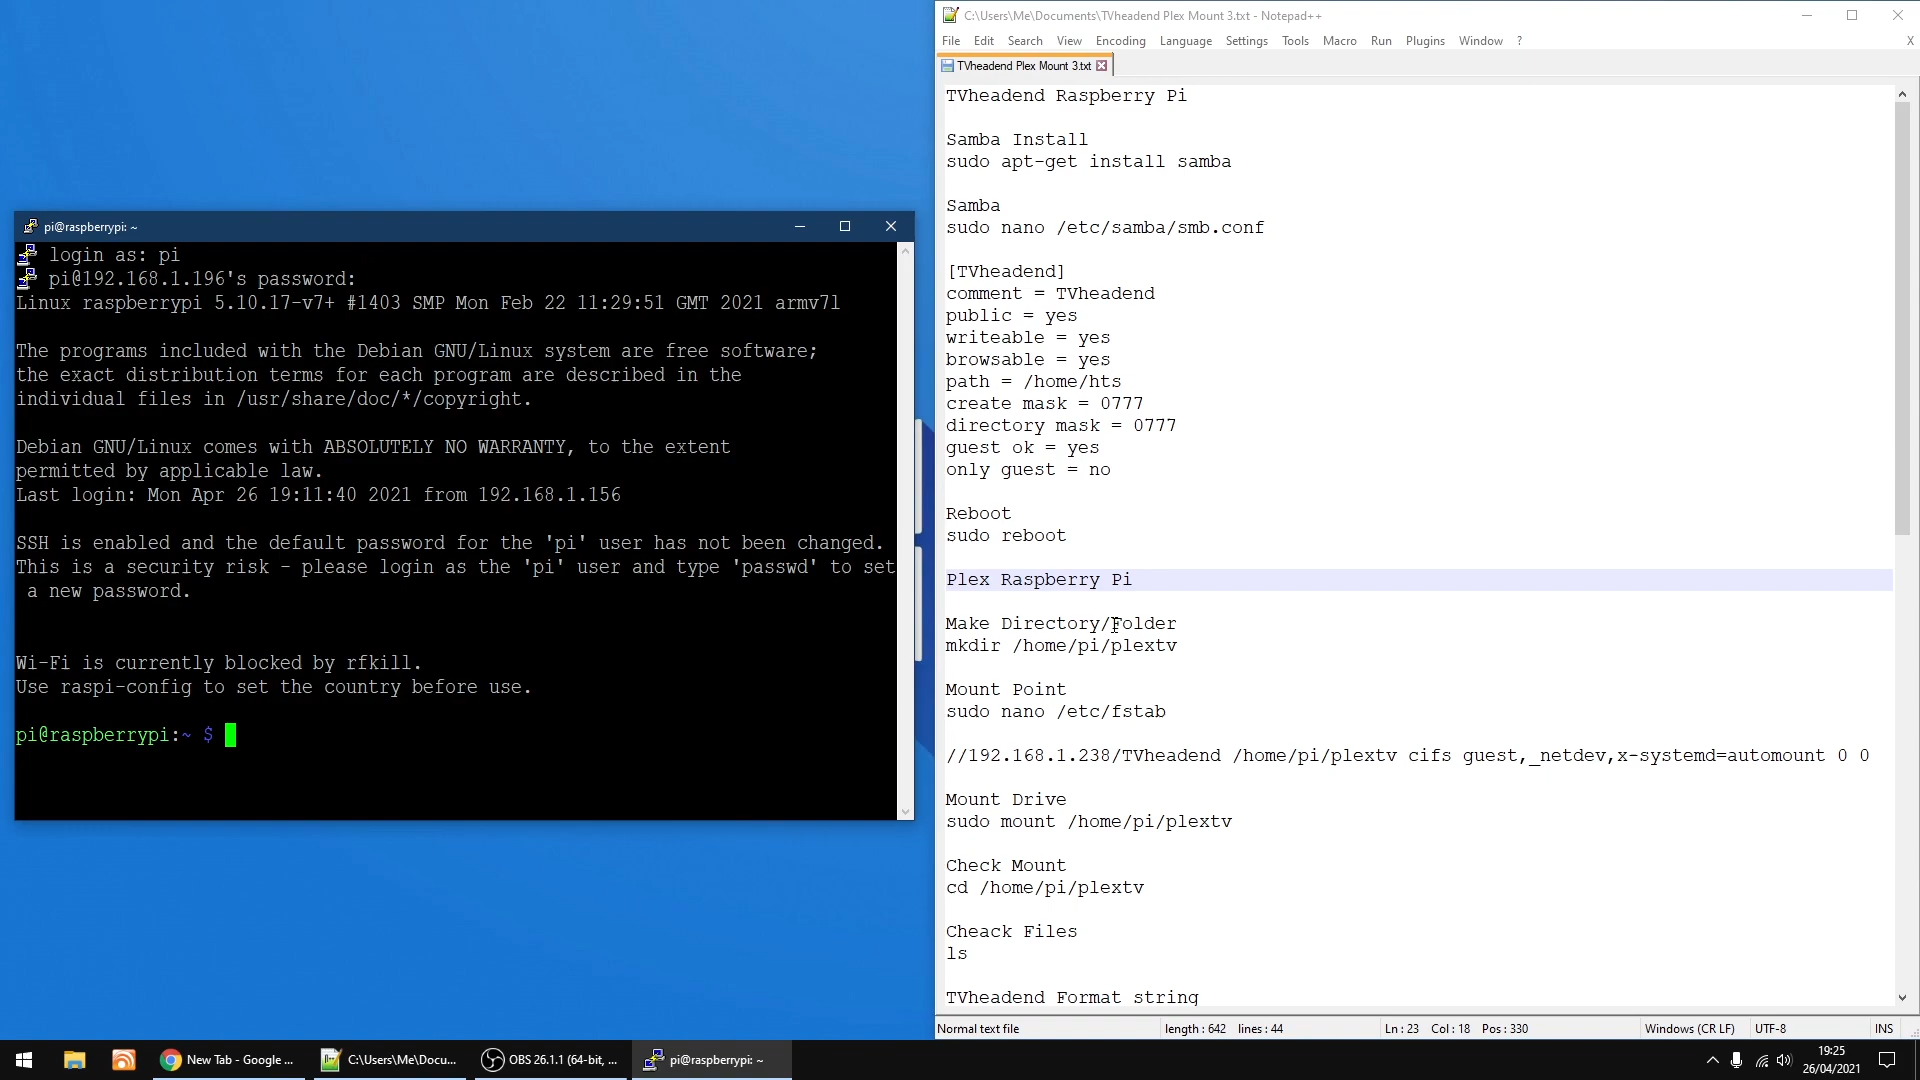 pi@raspberrypi: ~
login as: pi
pi@192.168.1.196's password:
Linux raspberrypi 5.10.17-v7+ #1403 SMP Mon Feb 22 11:29:51 GMT 2021 armv7l
The programs included with the Debian GNU/Linux system are free software;
the exact distribution terms for each program are described in the
individual files in /usr/share/doc/*/copyright.
Debian GNU/Linux comes with ABSOLUTELY NO WARRANTY, to the extent
permitted by applicable law.
Last login: Mon Apr 26 19:11:40 2021 from 192.168.1.156
SSH is enabled and the default password for the 'pi' user has not been changed.
This is a security risk - please login as the 'pi' user and type 'passwd' to set
 a new password.
Wi-Fi is currently blocked by rfkill.
Use raspi-config to set the country before use.
pi@raspberrypi:~ $
C:\Users\Me\Documents\TVheadend Plex Mount 3.txt - Notepad++
File Edit Search View Encoding Language Settings Tools Macro Run Plugins Window ? X
TVheadend Plex Mount 3.txt
TVheadend Raspberry Pi
Samba Install
sudo apt-get install samba
Samba
sudo nano /etc/samba/smb.conf
[TVheadend]
comment = TVheadend
public = yes
writeable = yes
browsable = yes
path = /home/hts
create mask = 0777
directory mask = 0777
guest ok = yes
only guest = no
Reboot
sudo reboot
Plex Raspberry Pi
Make Directory/Folder
mkdir /home/pi/plextv
Mount Point
sudo nano /etc/fstab
//192.168.1.238/TVheadend /home/pi/plextv cifs guest,_netdev,x-systemd=automount 0 0
Mount Drive
sudo mount /home/pi/plextv
Check Mount
cd /home/pi/plextv
Cheack Files
ls
TVheadend Format string
Normal text file length : 642 lines : 44 Ln : 23 Col : 18 Pos : 330 Windows (CR LF) UTF-8 INS
New Tab - Google ... C:\Users\Me\Docu... OBS 26.1.1 (64-bit, ... pi@raspberrypi: ~
19:25
26/04/2021